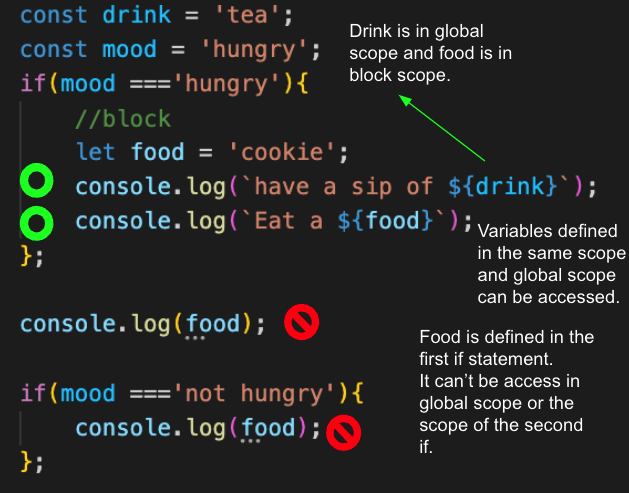 const drink = 'tea';
const mood = 'hungry';
if(mood ==='hungry'){
//block
let food = 'cookie';
console.log(`have a sip of ${drink}`);
console.log(`Eat a ${food}`);
};
console.log(food);
if(mood ==='not hungry'){
console.log(food);
};
Drink is in global
scope and food is in
block scope.
Variables defined
in the same scope
and global scope
can be accessed.
Food is defined in the
first if statement.
It can't be access in
global scope or the
scope of the second
if.